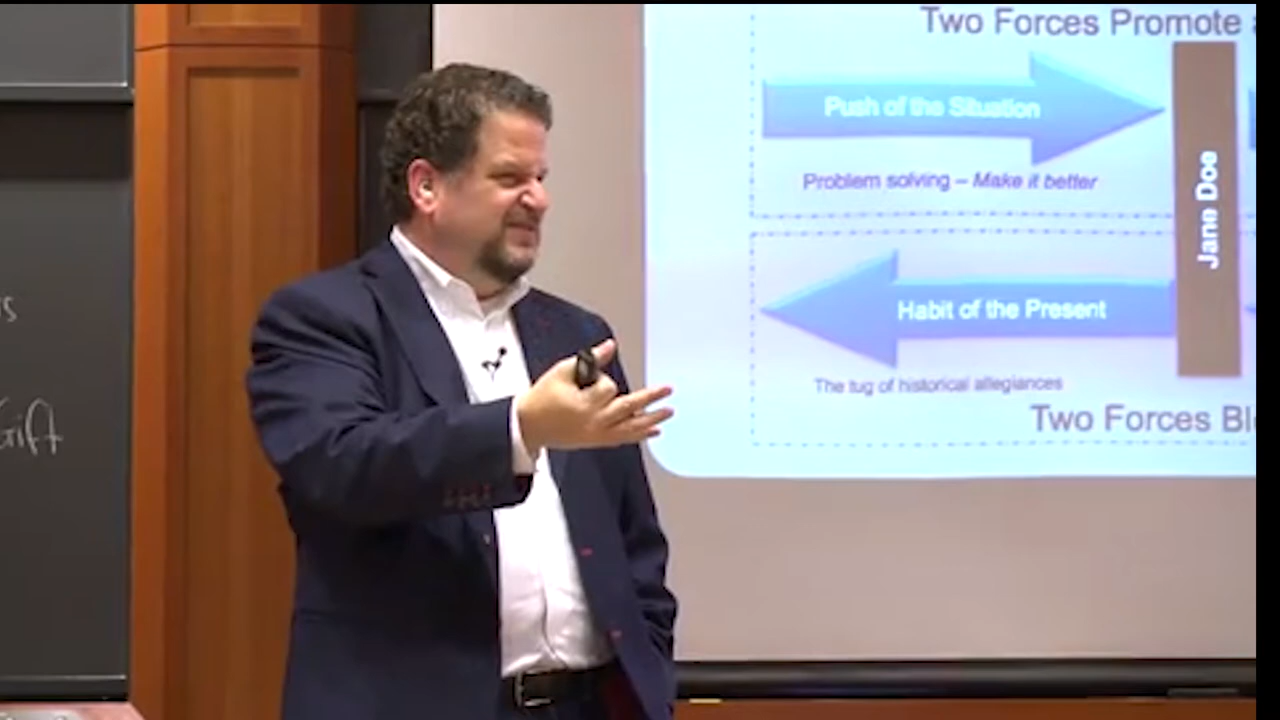 Two Forces Promote
Push of the Situation
Problem solving – Make it better
Jane Doe
Habit of the Present
The tug of historical allegiances
Two Forces
Gift